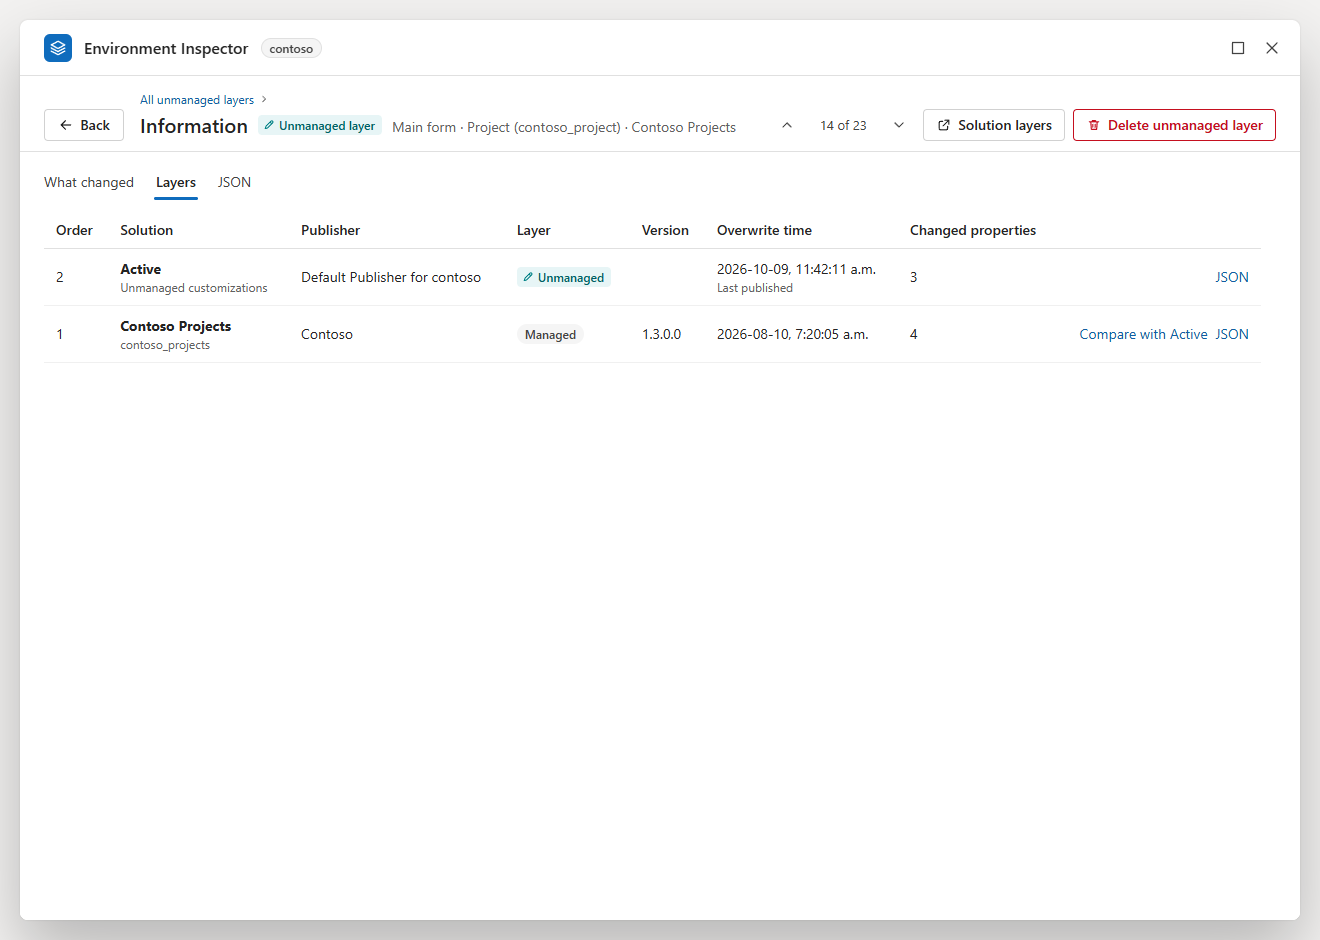 Environment Inspector contoso
All unmanaged layers
Back
Information Unmanaged layer Main form · Project (contoso_project) · Contoso Projects
14 of 23
Solution layers
Delete unmanaged layer
What changed Layers JSON
Order Solution Publisher Layer Version Overwrite time Changed properties
2 Active Default Publisher for contoso Unmanaged 2026-10-09, 11:42:11 a.m. 3 JSON
Unmanaged customizations Last published
1 Contoso Projects Contoso Managed 1.3.0.0 2026-08-10, 7:20:05 a.m. 4 Compare with Active JSON
contoso_projects